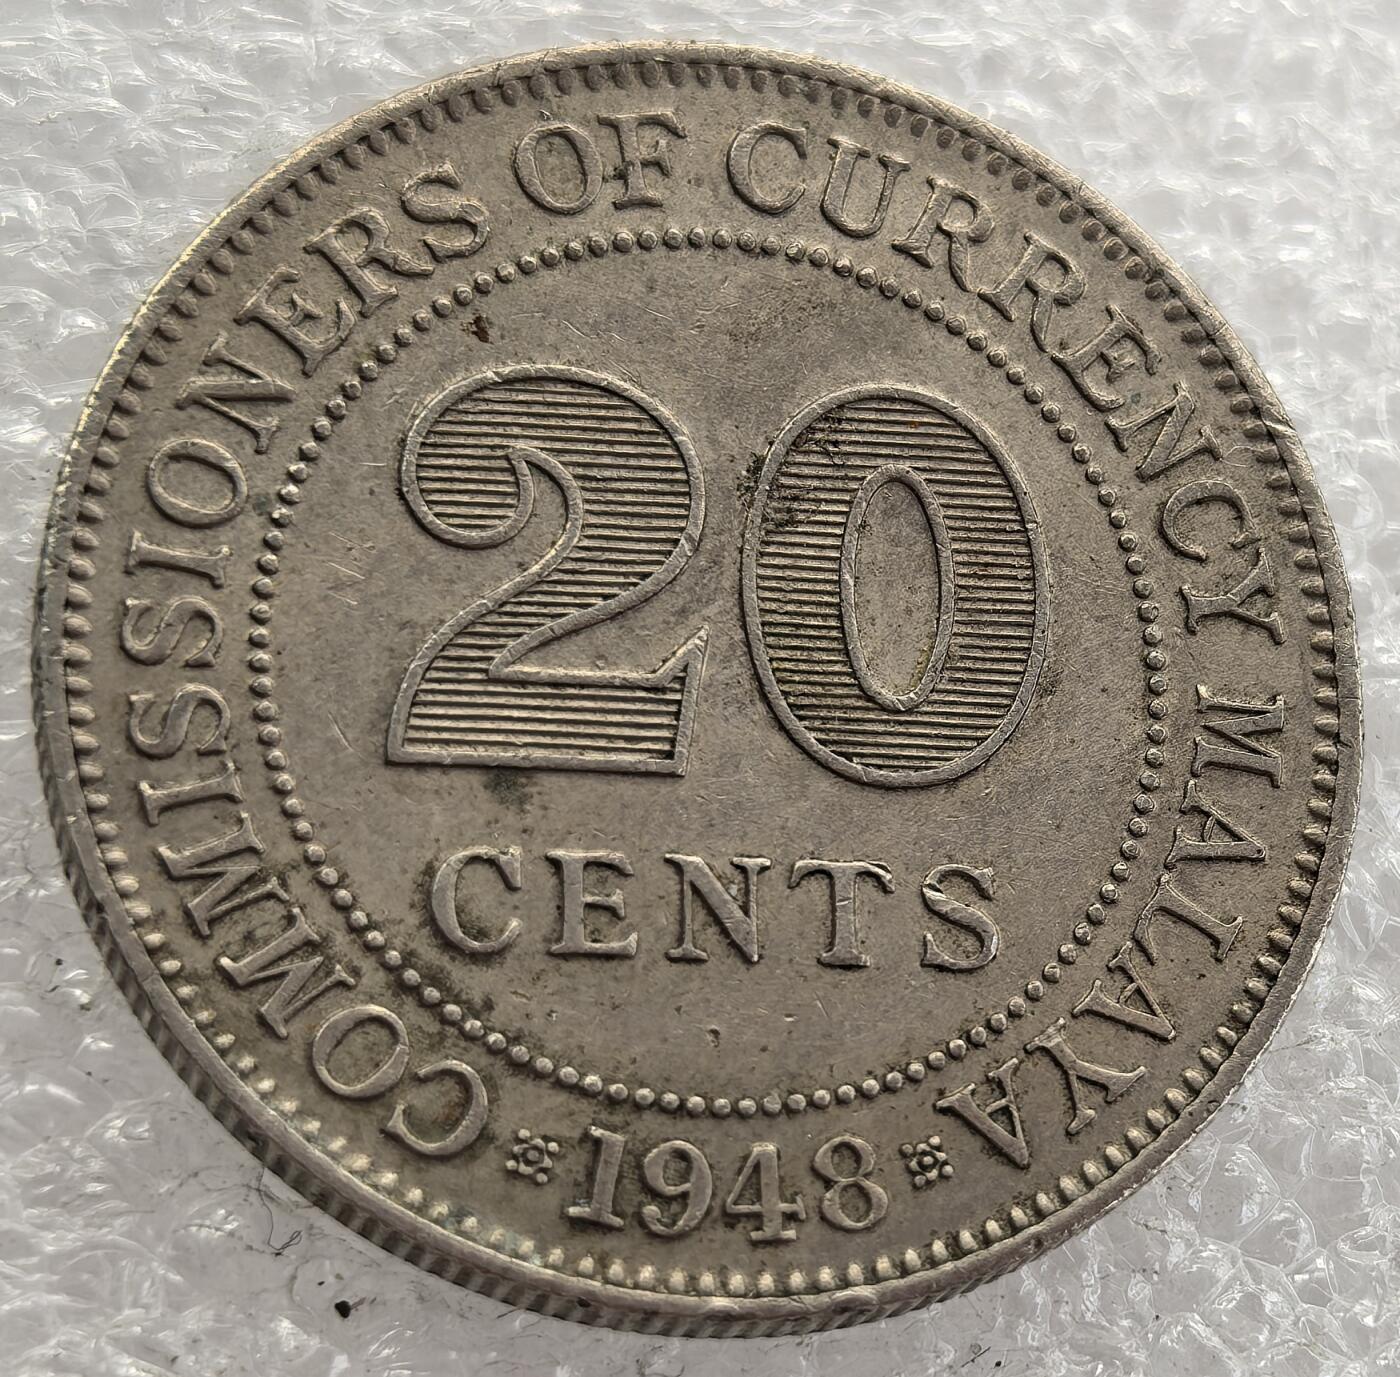 COMMISSIONERS OF CURRENCY MALAYA
20
CENTS
1948